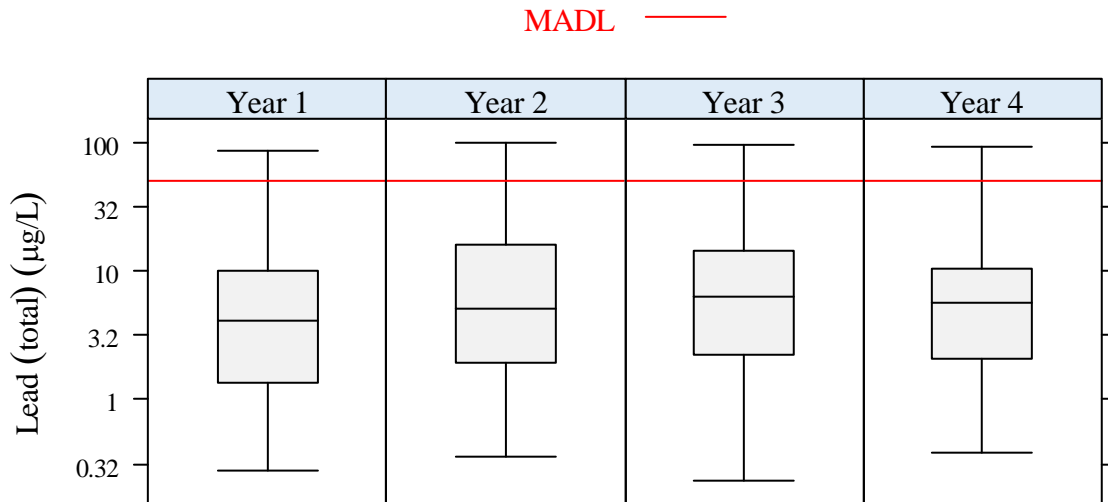 MADL
Year 1 Year 2 Year 3 Year 4
Lead (total) (µg/L)
100
32
10
3.2
1
0.32